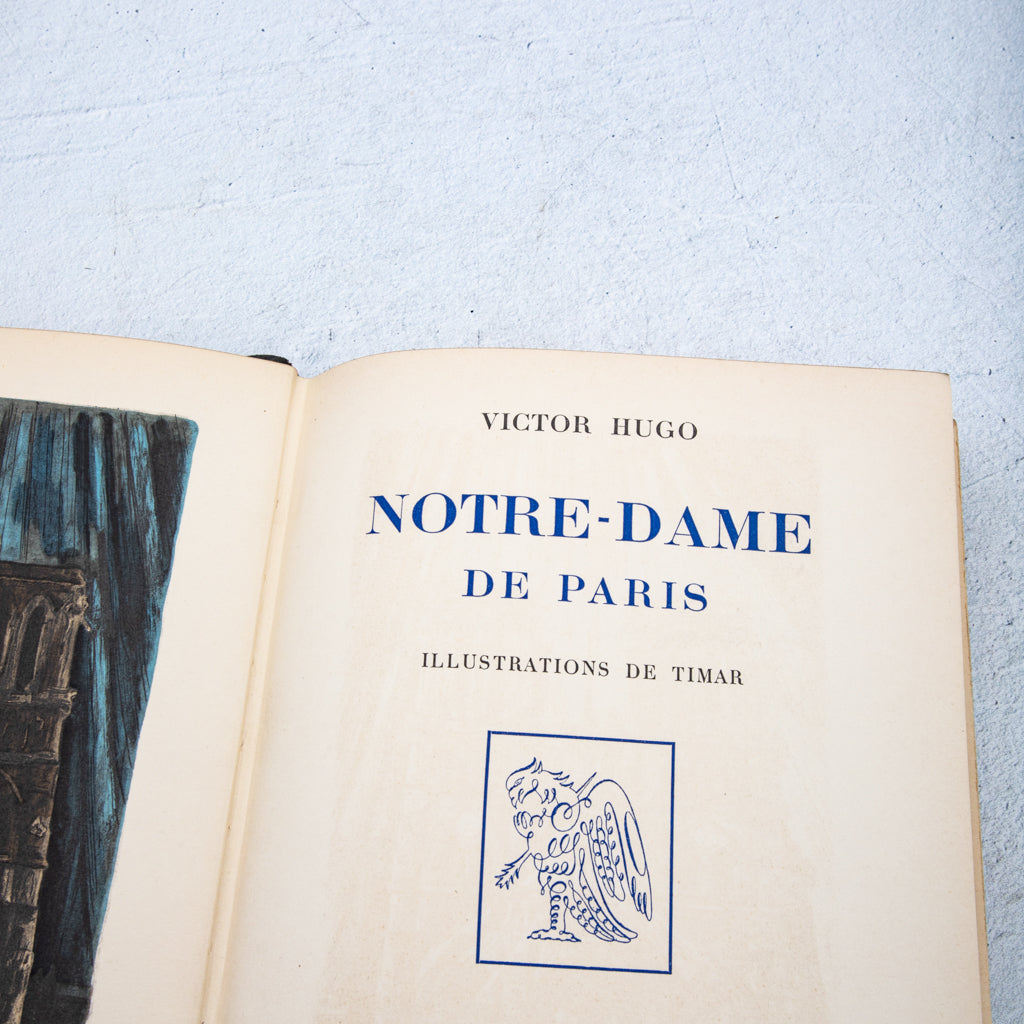 VICTOR HUGO
NOTRE-DAME
DE PARIS
ILLUSTRATIONS DE TIMAR